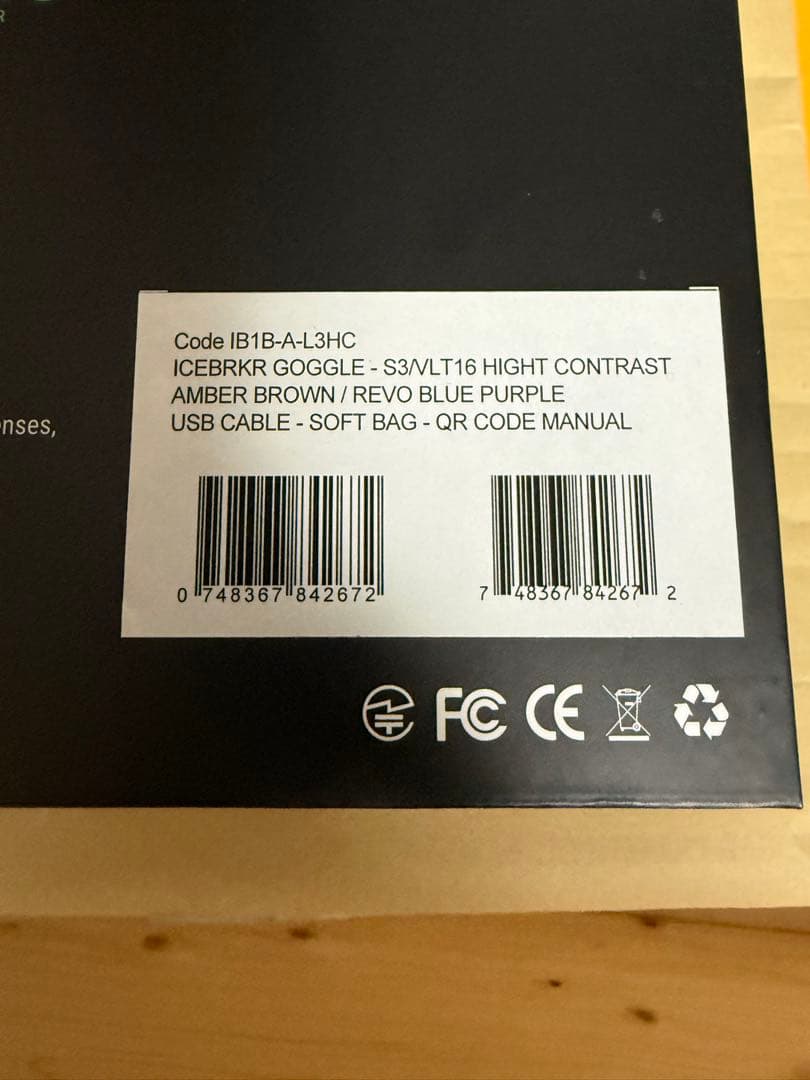 R
enses,
Code IB1B-A-L3HC
ICEBRKR GOGGLE - S3/VLT16 HIGHT CONTRAST
AMBER BROWN / REVO BLUE PURPLE
USB CABLE - SOFT BAG - QR CODE MANUAL
0 748367 842672
7 48367 84267 2
FC CE